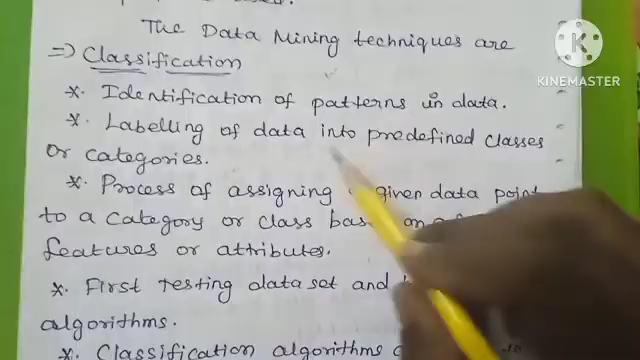 The Data Mining techniques are
⇒ Classification
*. Identification of patterns in data.
*. Labelling of data into predefined classes
or categories.
*. Process of assigning a given data point
to a category or class based on
features or attributes.
*. First testing data set and
algorithms.
*. Classification algorithms
K
KINEMASTER